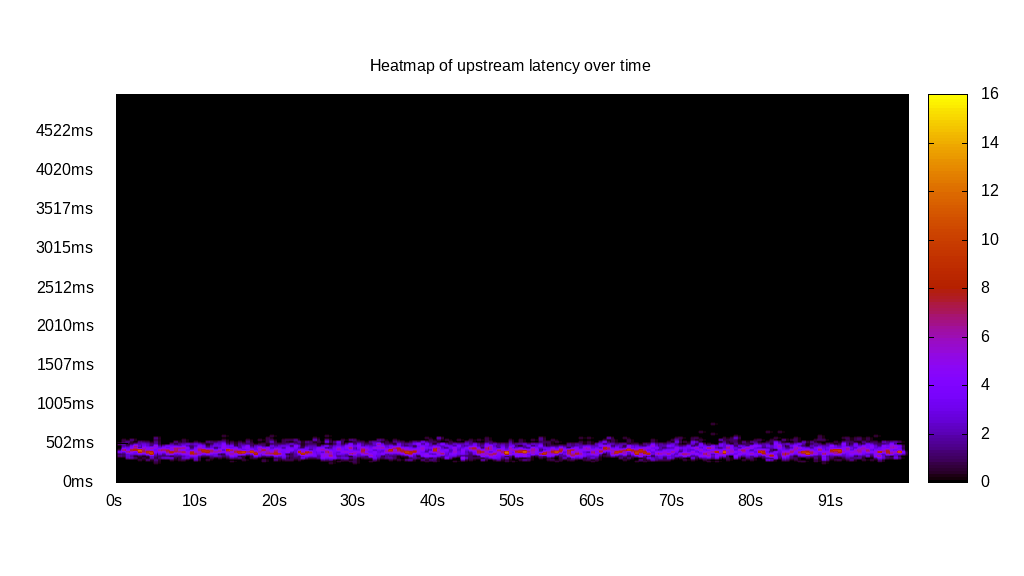 Heatmap of upstream latency over time
4522ms
4020ms
3517ms
3015ms
2512ms
2010ms
1507ms
1005ms
502ms
0ms
0s 10s 20s 30s 40s 50s 60s 70s 80s 91s
16
14
12
10
8
6
4
2
0